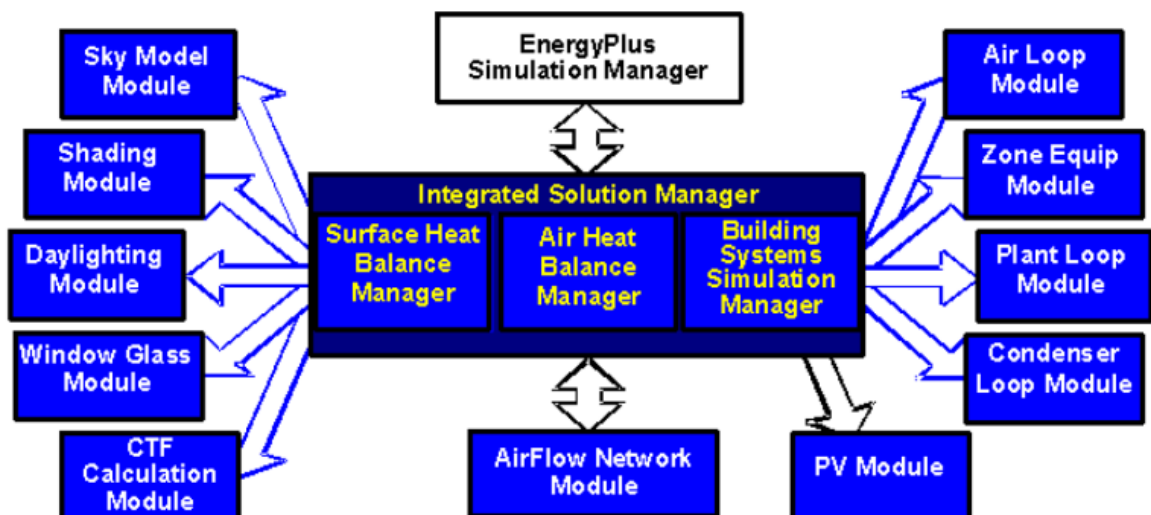 Sky Model
Module
Shading
Module
Daylighting
Module
Window Glass
Module
CTF
Calculation
Module
EnergyPlus
Simulation Manager
Integrated Solution Manager
Surface Heat
Balance
Manager
Air Heat
Balance
Manager
Building
Systems
Simulation
Manager
AirFlow Network
Module
PV Module
Air Loop
Module
Zone Equip
Module
Plant Loop
Module
Condenser
Loop Module